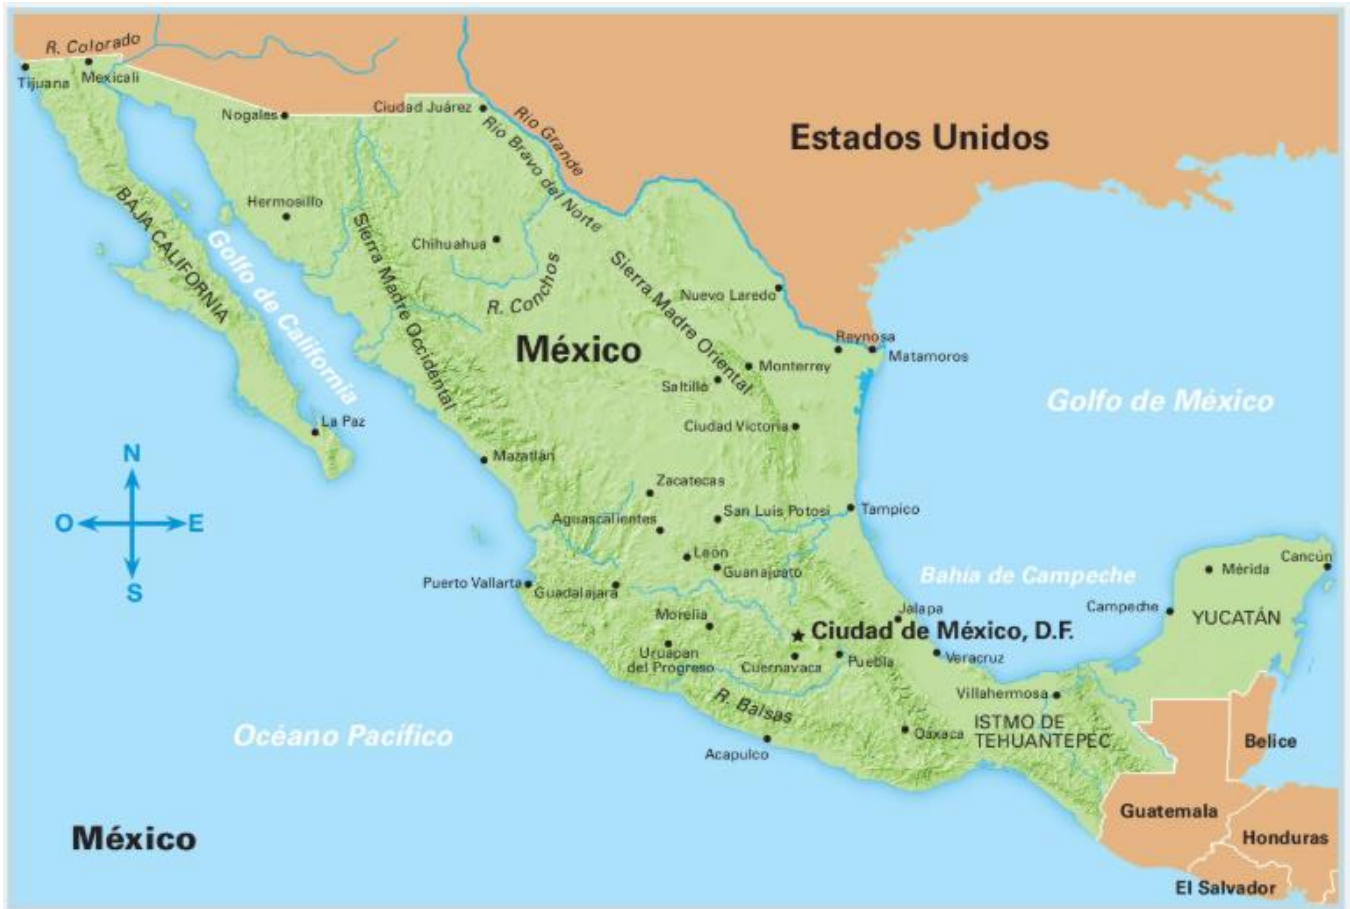 R. Colorado
Tijuana
Mexicali
Nogales
Ciudad Juárez
Rio Grande
Rio Bravo del Norte
Estados Unidos
BAJA CALIFORNIA
Hermosillo
Golfo de California
Sierra Madre Occidental
Chihuahua
R. Conchos
Sierra Madre Oriental
Nuevo Laredo
México
Reynosa
Matamoros
Monterrey
Saltillo
Golfo de México
La Paz
Ciudad Victoria
N
O
E
S
Mazatlán
Zacatecas
Aguascalientes
San Luis Potosi
Tampico
León
Guanajuato
Puerto Vallarta
Guadalajara
Bahía de Campeche
Cancún
Mérida
Campeche
YUCATÁN
Morelia
Jalapa
Ciudad de México, D.F.
Uruapan
del Progreso
Cuernavaca
Puebla
Veracruz
Villahermosa
R. Balsas
Oaxaca
ISTMO DE
TEHUANTEPEC
Acapulco
Océano Pacífico
Belice
Guatemala
Honduras
El Salvador
México